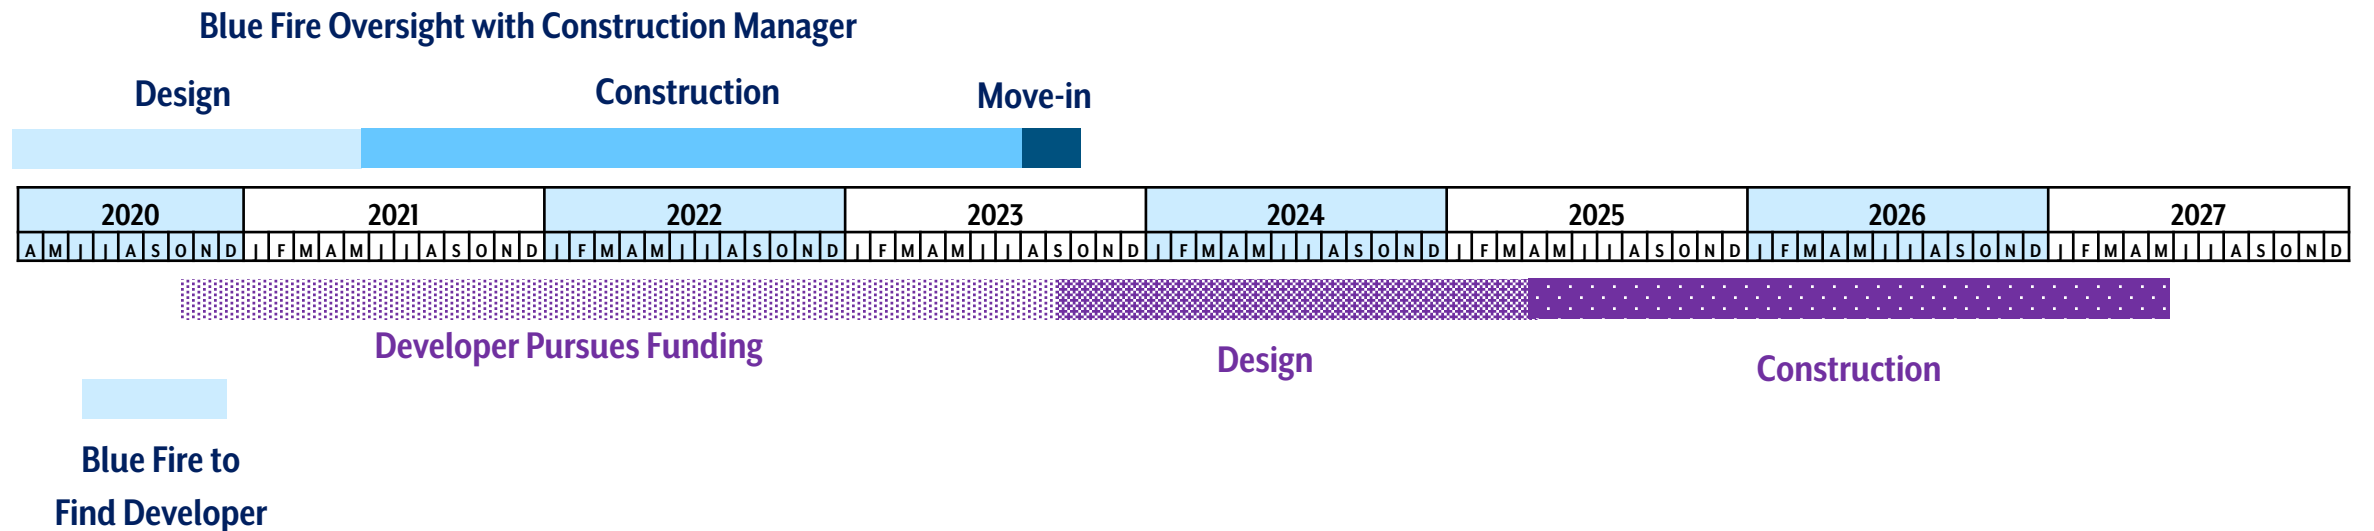 Blue Fire Oversight with Construction Manager
Design Construction Move-in
2020 2021 2022 2023 2024 2025 2026 2027
A M J J A S O N D J F M A M J J A S O N D J F M A M J J A S O N D J F M A M J J A S O N D J F M A M J J A S O N D J F M A M J J A S O N D J F M A M J J A S O N D J F M A M J J A S O N D
Developer Pursues Funding Design Construction
Blue Fire to
Find Developer